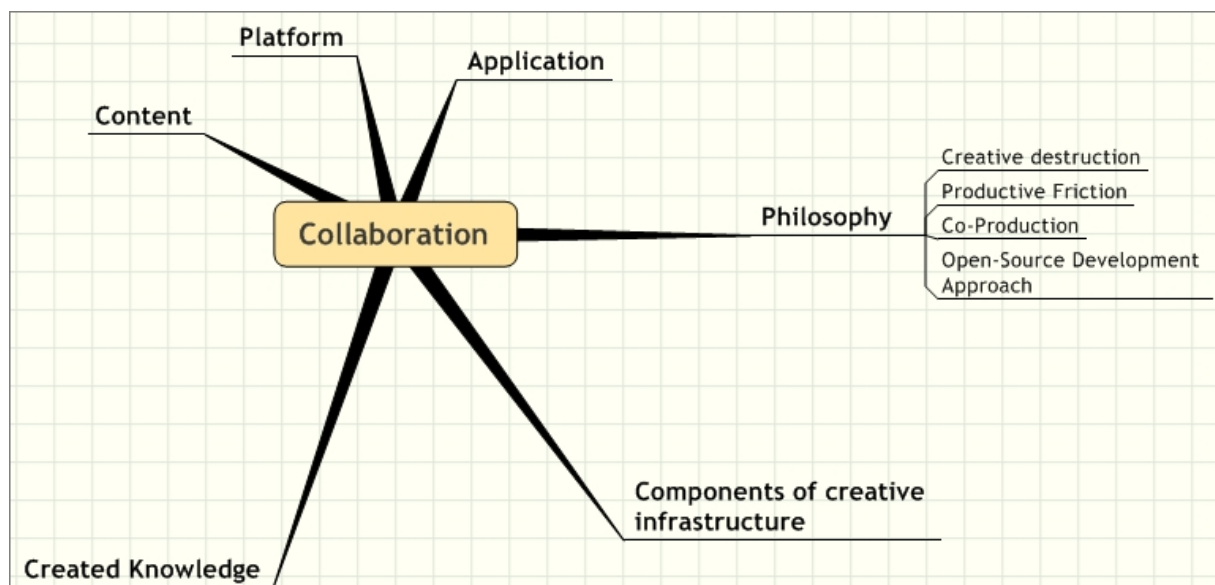 Platform
Application
Content
Creative destruction
Productive Friction
Philosophy
Collaboration
Co-Production
Open-Source Development
Approach
Components of creative
infrastructure
Created Knowledge